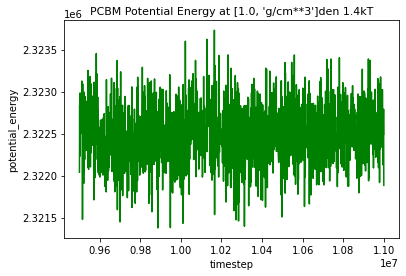 PCBM Potential Energy at [1.0, 'g/cm**3']den 1.4kT
1e6
2.3235
2.3230
2.3225
2.3220
2.3215
potential_energy
0.96 0.98 1.00 1.02 1.04 1.06 1.08 1.10
timestep
1e7